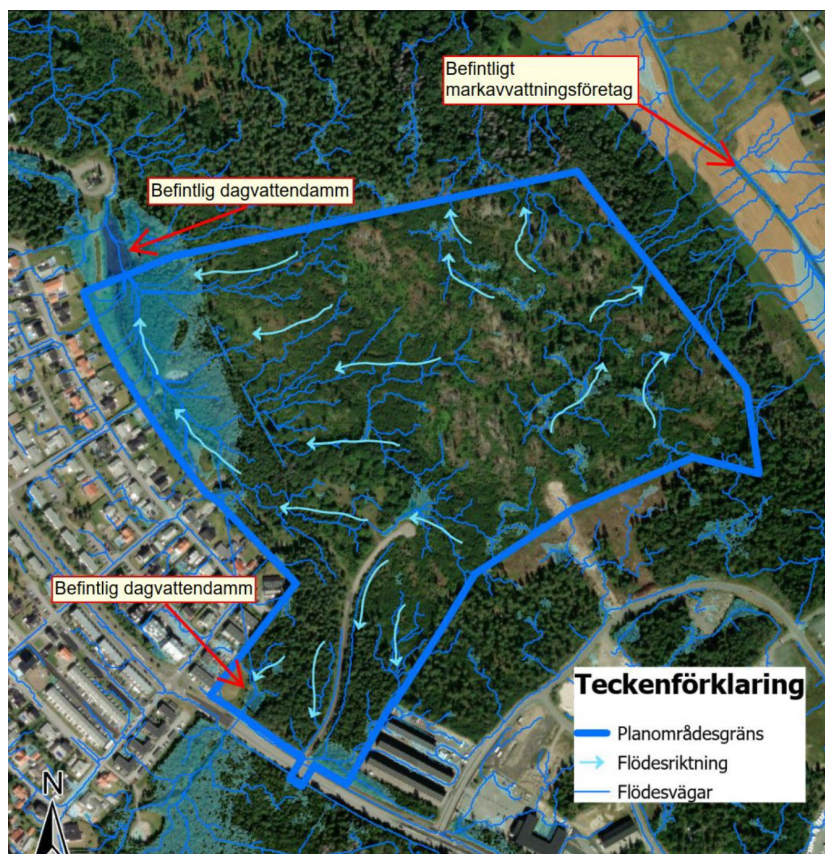 Befintligt
markavvattningsföretag
Befintlig dagvattendamm
Befintlig dagvattendamm
Teckenförklaring
Planområdesgräns
Flödesriktning
Flödesvägar
N